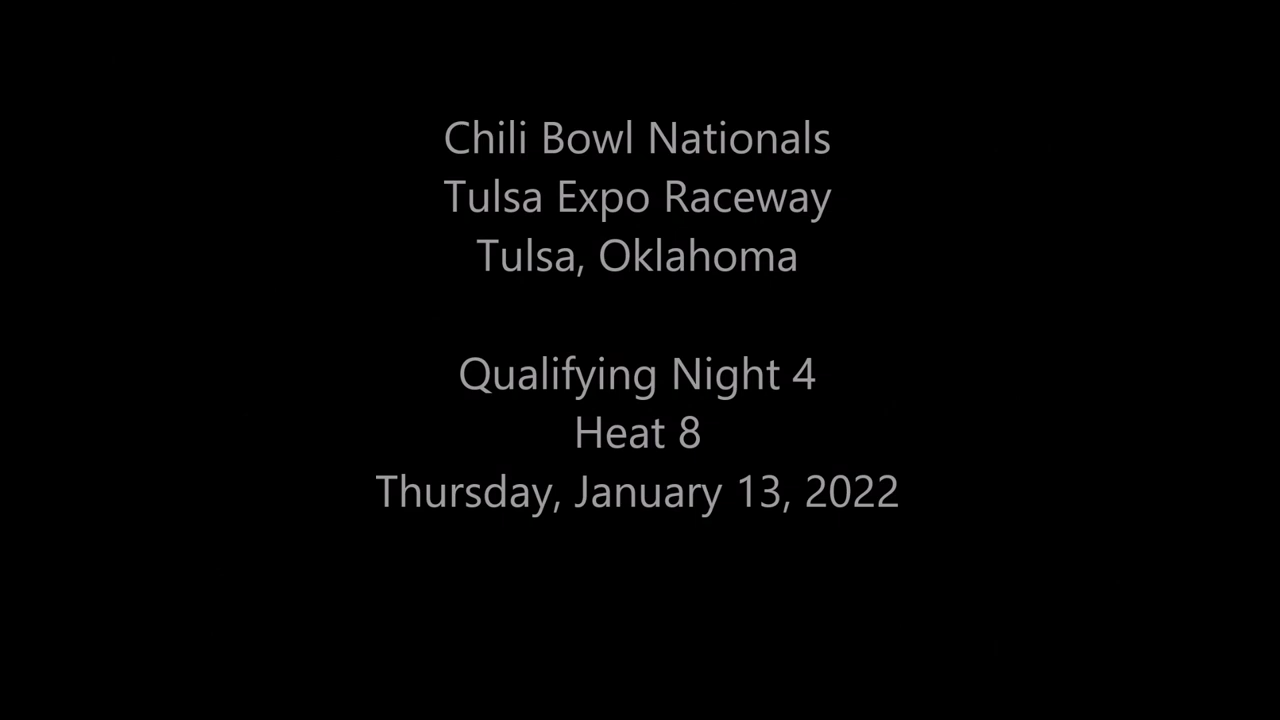 Chili Bowl Nationals
Tulsa Expo Raceway
Tulsa, Oklahoma
Qualifying Night 4
Heat 8
Thursday, January 13, 2022